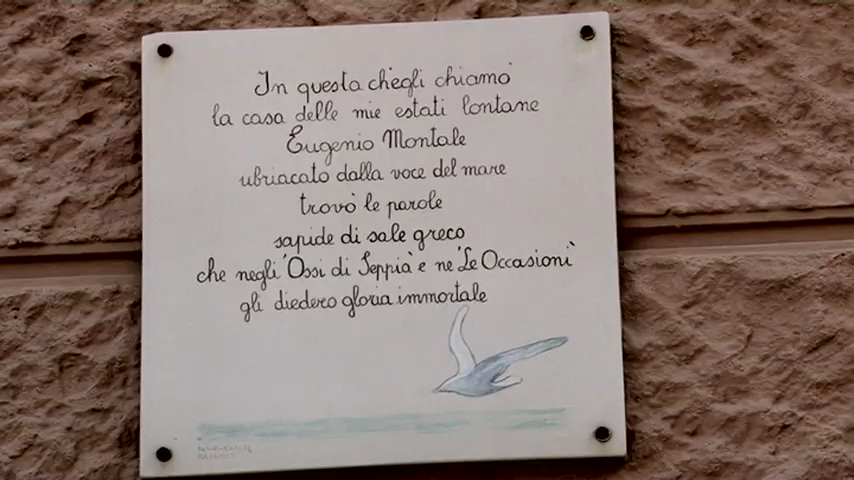 In questa ch'egli chiamò
la casa delle mie estati lontane
Eugenio Montale
ubriacato dalla voce del mare
trovò le parole
sapide di sale greco
che negli 'Ossi di Seppia' e ne 'Le Occasioni'
gli diedero gloria immortale